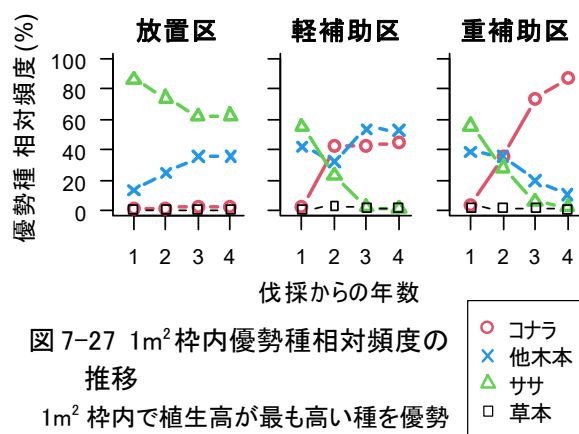 放置区 軽補助区 重補助区
優勢種 相対頻度(%)
100
80
60
40
20
0
1 2 3 4 1 2 3 4 1 2 3 4
伐採からの年数
コナラ
他木本
ササ
草本
図 7-27 1m²枠内優勢種相対頻度の
推移
1m² 枠内で植生高が最も高い種を優勢